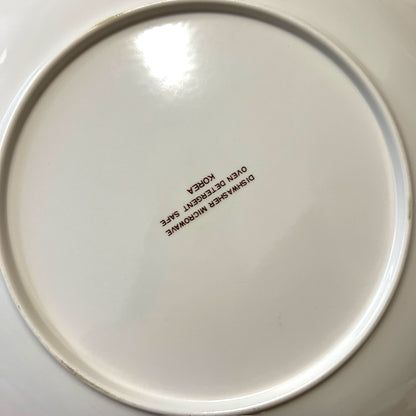 DISHWASHER MICROWAVE
OVEN DETERGENT SAFE
KOREA